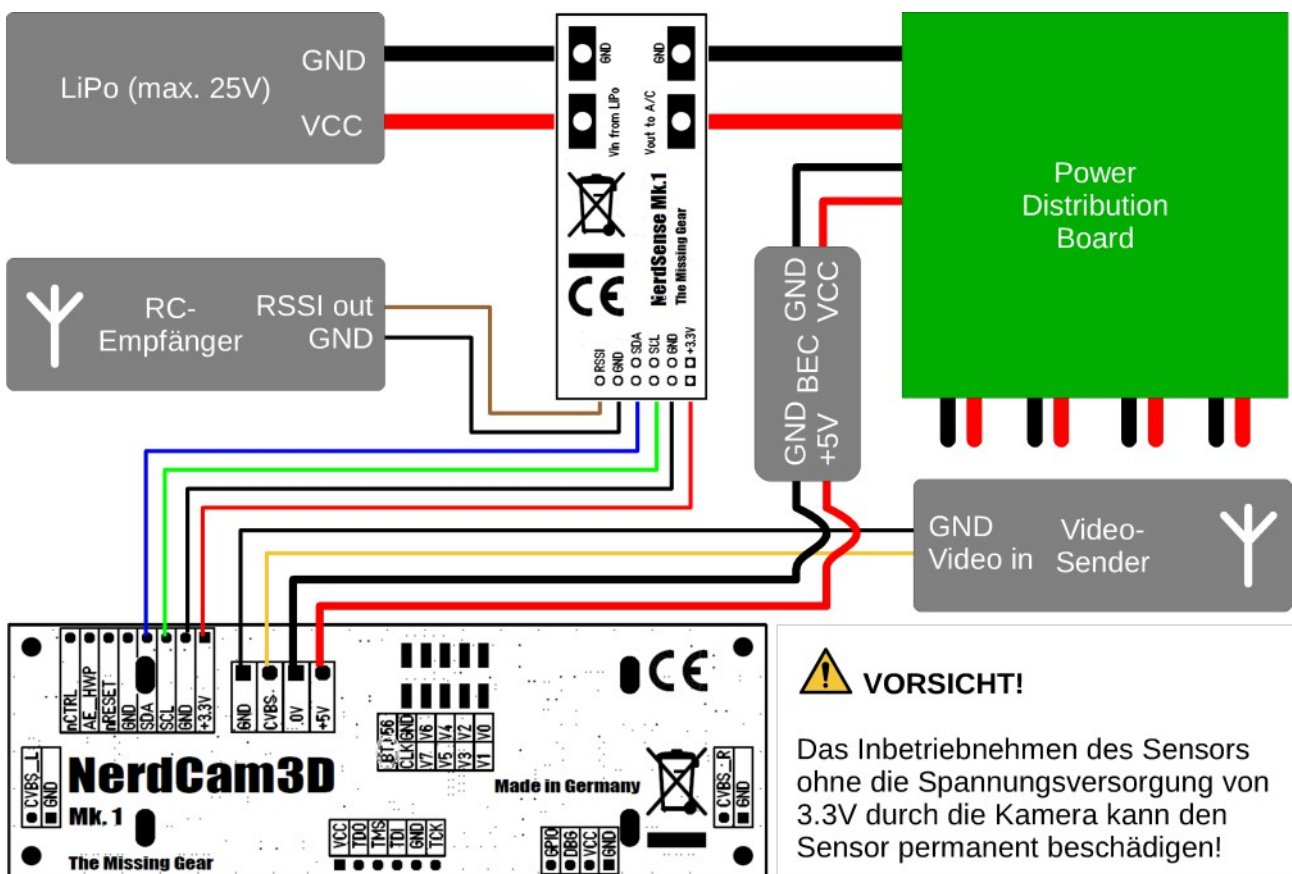 GND
LiPo (max. 25V)
VCC
GND
Vin from LiPo
GND
Vout to A/C
NerdSense Mk.1
The Missing Gear
CE
RSSI
GND
SDA
SCL
GND
+3.3V
Power
Distribution
Board
RC-
Empfänger
RSSI out
GND
GND BEC GND
+5V VCC
GND
Video in
Video-
Sender
nCTRL
AE_HWP
nRESET
GND
SDA
SCL
GND
+3.3V
GND
CVBS
0V
+5V
BT.656
CLK GND
V7 V6
V5 V4
V3 V2
V1 V0
CE
CVBS_L
GND
NerdCam3D
Mk. 1
The Missing Gear
Made in Germany
CVBS_R
GND
VCC
TDO
TMS
TDI
GND
TCK
GPIO
DBG
VCC
GND
VORSICHT!
Das Inbetriebnehmen des Sensors
ohne die Spannungsversorgung von
3.3V durch die Kamera kann den
Sensor permanent beschädigen!